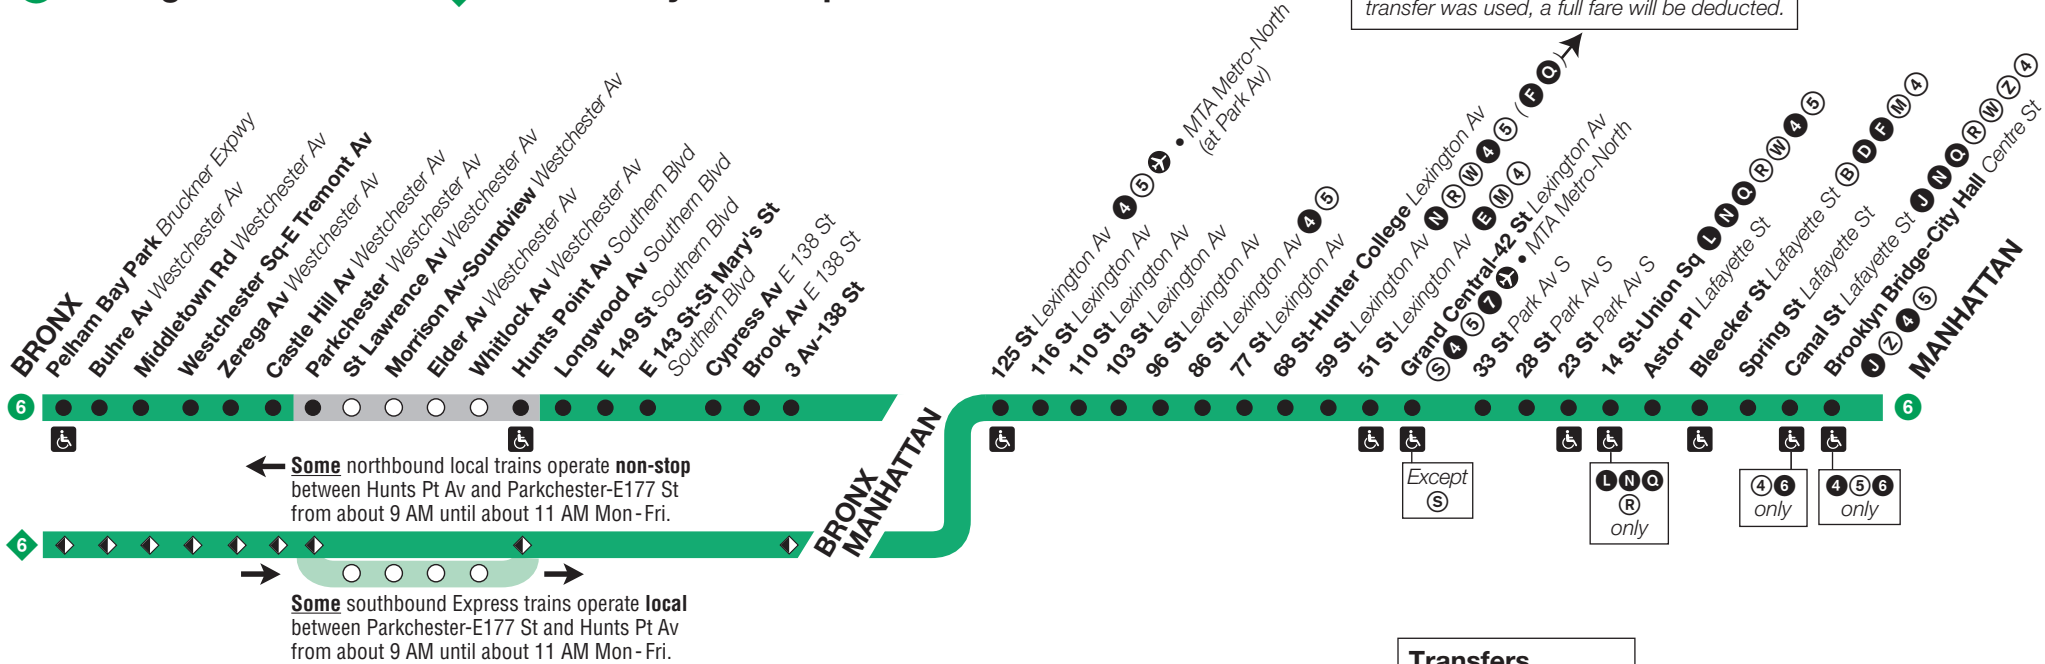 transfer was used, a full fare will be deducted.
BRONX
Pelham Bay Park Bruckner Expwy
Buhre Av Westchester Av
Middletown Rd Westchester Av
Westchester Sq-E Tremont Av
Zerega Av Westchester Av
Castle Hill Av Westchester Av
Parkchester Westchester Av
St Lawrence Av Westchester Av
Morrison Av-Soundview Westchester Av
Elder Av Westchester Av
Whitlock Av Westchester Av
Hunts Point Av Southern Blvd
Longwood Av Southern Blvd
E 149 St Southern Blvd
E 143 St-St Mary's St
Southern Blvd
Cypress Av E 138 St
Brook Av E 138 St
3 Av-138 St
125 St Lexington Av 4 5 • MTA Metro-North
(at Park Av)
116 St Lexington Av
110 St Lexington Av
103 St Lexington Av
96 St Lexington Av
86 St Lexington Av 4 5
77 St Lexington Av
68 St-Hunter College Lexington Av
59 St Lexington Av N R W 4 5 (F Q)
51 St Lexington Av E M 4
Grand Central-42 St Lexington Av
S 4 5 7 • MTA Metro-North
33 St Park Av S
28 St Park Av S
23 St Park Av S
14 St-Union Sq L N Q R W 4 5
Astor Pl Lafayette St
Bleecker St Lafayette St B D F M 4
Spring St Lafayette St
Canal St Lafayette St J N Q R W Z 4
Brooklyn Bridge-City Hall Centre St
J Z 4 5
MANHATTAN
6
6
Except
S
L N Q
R
only
4 6
only
4 5 6
only
Some northbound local trains operate non-stop
between Hunts Pt Av and Parkchester-E177 St
from about 9 AM until about 11 AM Mon-Fri.
6
BRONX
MANHATTAN
Some southbound Express trains operate local
between Parkchester-E177 St and Hunts Pt Av
from about 9 AM until about 11 AM Mon-Fri.
Transfers